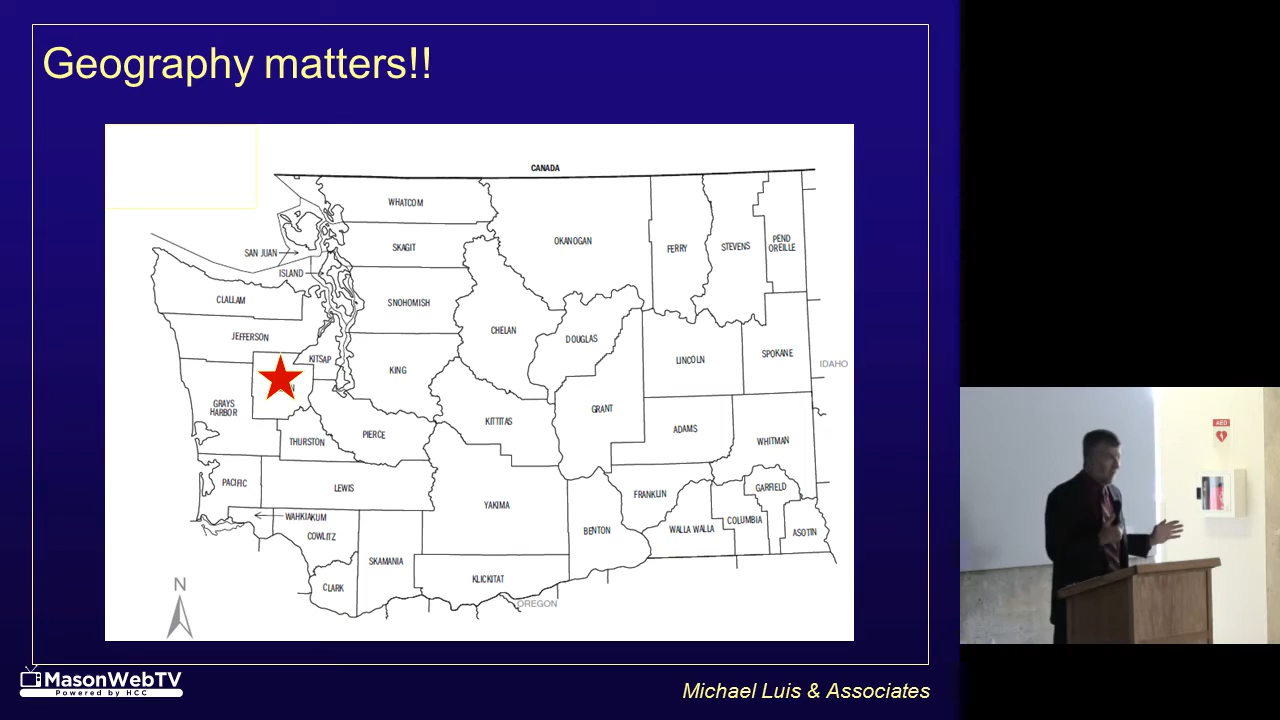 Geography matters!!
CANADA
WHATCOM
SKAGIT
SAN JUAN
ISLAND
SNOHOMISH
OKANOGAN
FERRY
STEVENS
PEND
OREILLE
CLALLAM
JEFFERSON
KITSAP
KING
CHELAN
DOUGLAS
LINCOLN
SPOKANE
IDAHO
GRAYS
HARBOR
GRANT
KITTITAS
ADAMS
WHITMAN
THURSTON
PIERCE
PACIFIC
LEWIS
YAKIMA
FRANKLIN
GARFIELD
WAHKIAKUM
COWLITZ
BENTON
WALLA WALLA
COLUMBIA
ASOTIN
SKAMANIA
CLARK
KLICKITAT
OREGON
N
AED
MasonWebTV
Powered by HCC
Michael Luis & Associates